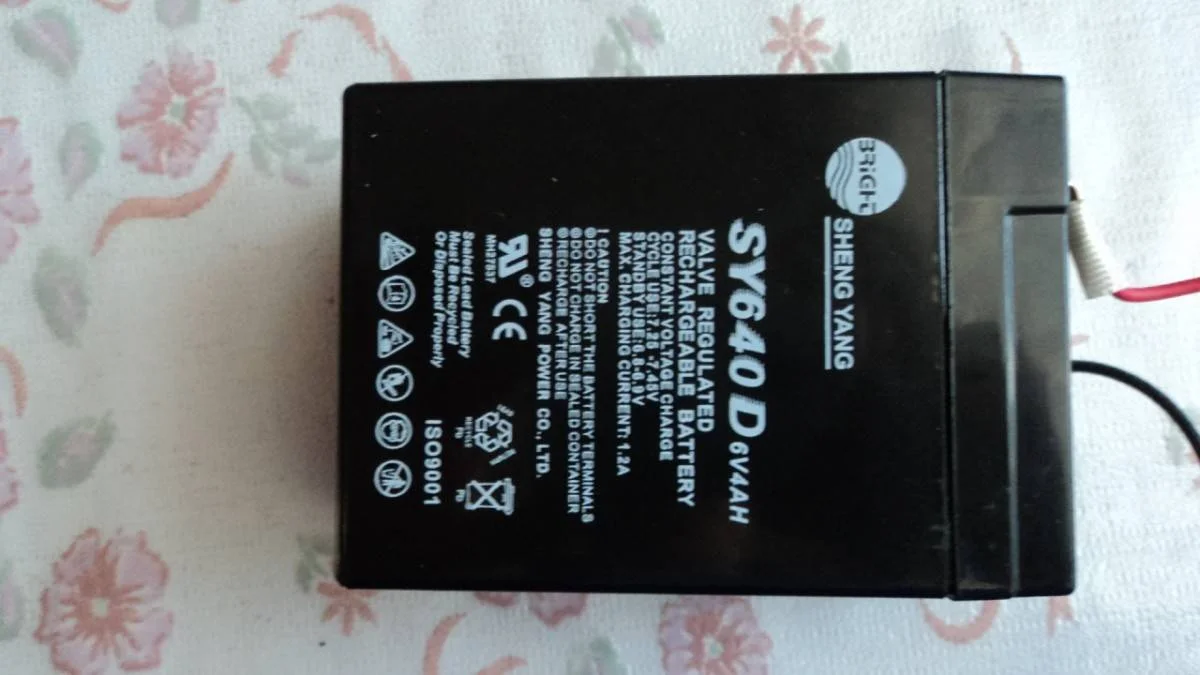 BRIGHT
SHENG YANG
SY640D 6V4AH
VALVE REGULATED
RECHARGEABLE BATTERY
CONSTANT VOLTAGE CHARGE
CYCLE USE:7.25 -7.45V
STANDBY USE:6.8-6.9V
MAX. CHARGING CURRENT: 1.2A
! CAUTION
DO NOT SHORT THE BATTERY TERMINALS
DO NOT CHARGE IN SEALED CONTAINER
RECHARGE AFTER USE
SHENG YANG POWER CO., LTD.
MH27837
Sealed Lead Battery
Must Be Recycled
Or Disposed Properly
RECYCLE
Pb
Pb
ISO9001